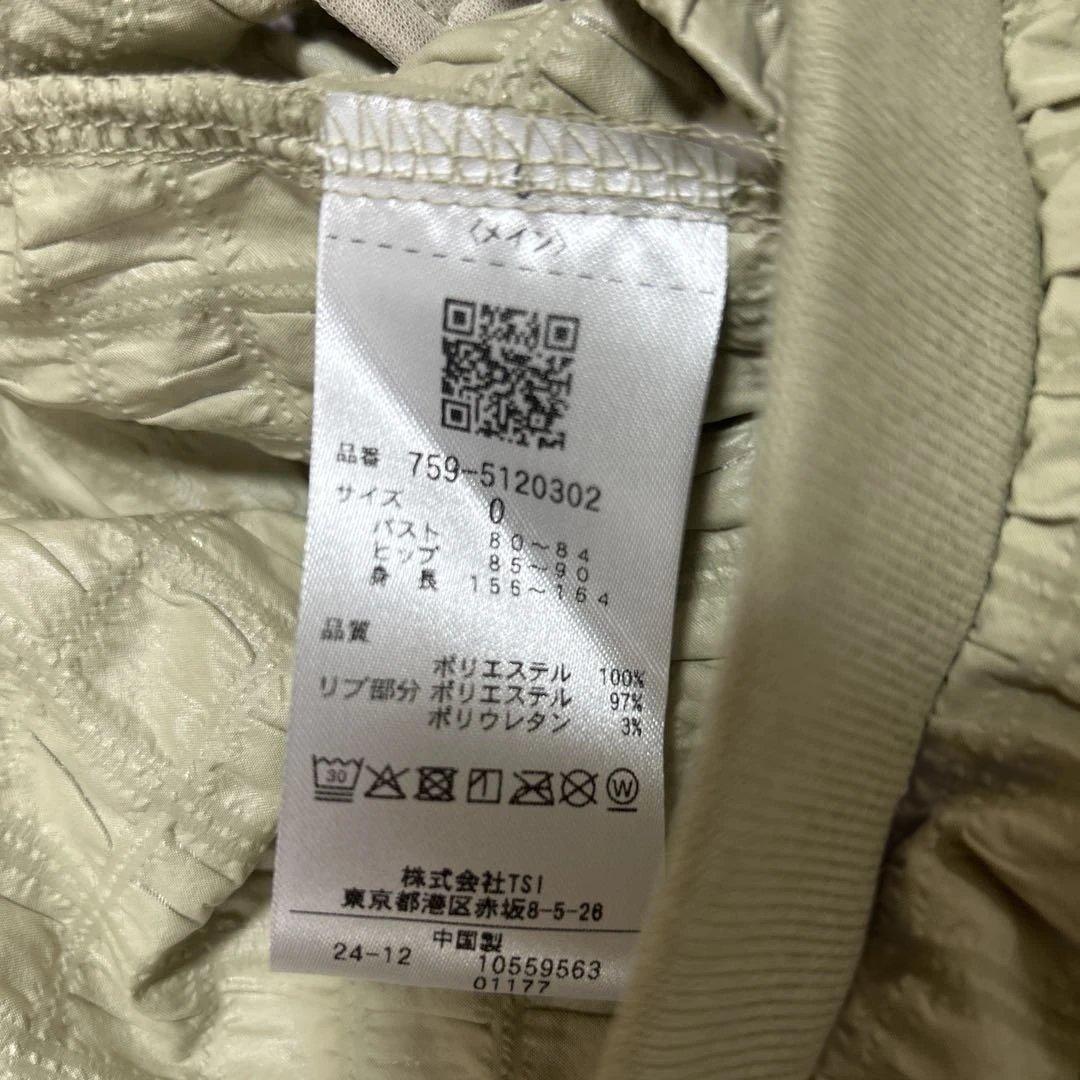 〈メイン〉
品番 759-5120302
サイズ 0
バスト 80～84
ヒップ 85～90
身長 156～164
品質
ポリエステル 100%
リブ部分 ポリエステル 97%
ポリウレタン 3%
30 W
株式会社TSI
東京都港区赤坂8-5-26
中国製
24-12 10559563
01177